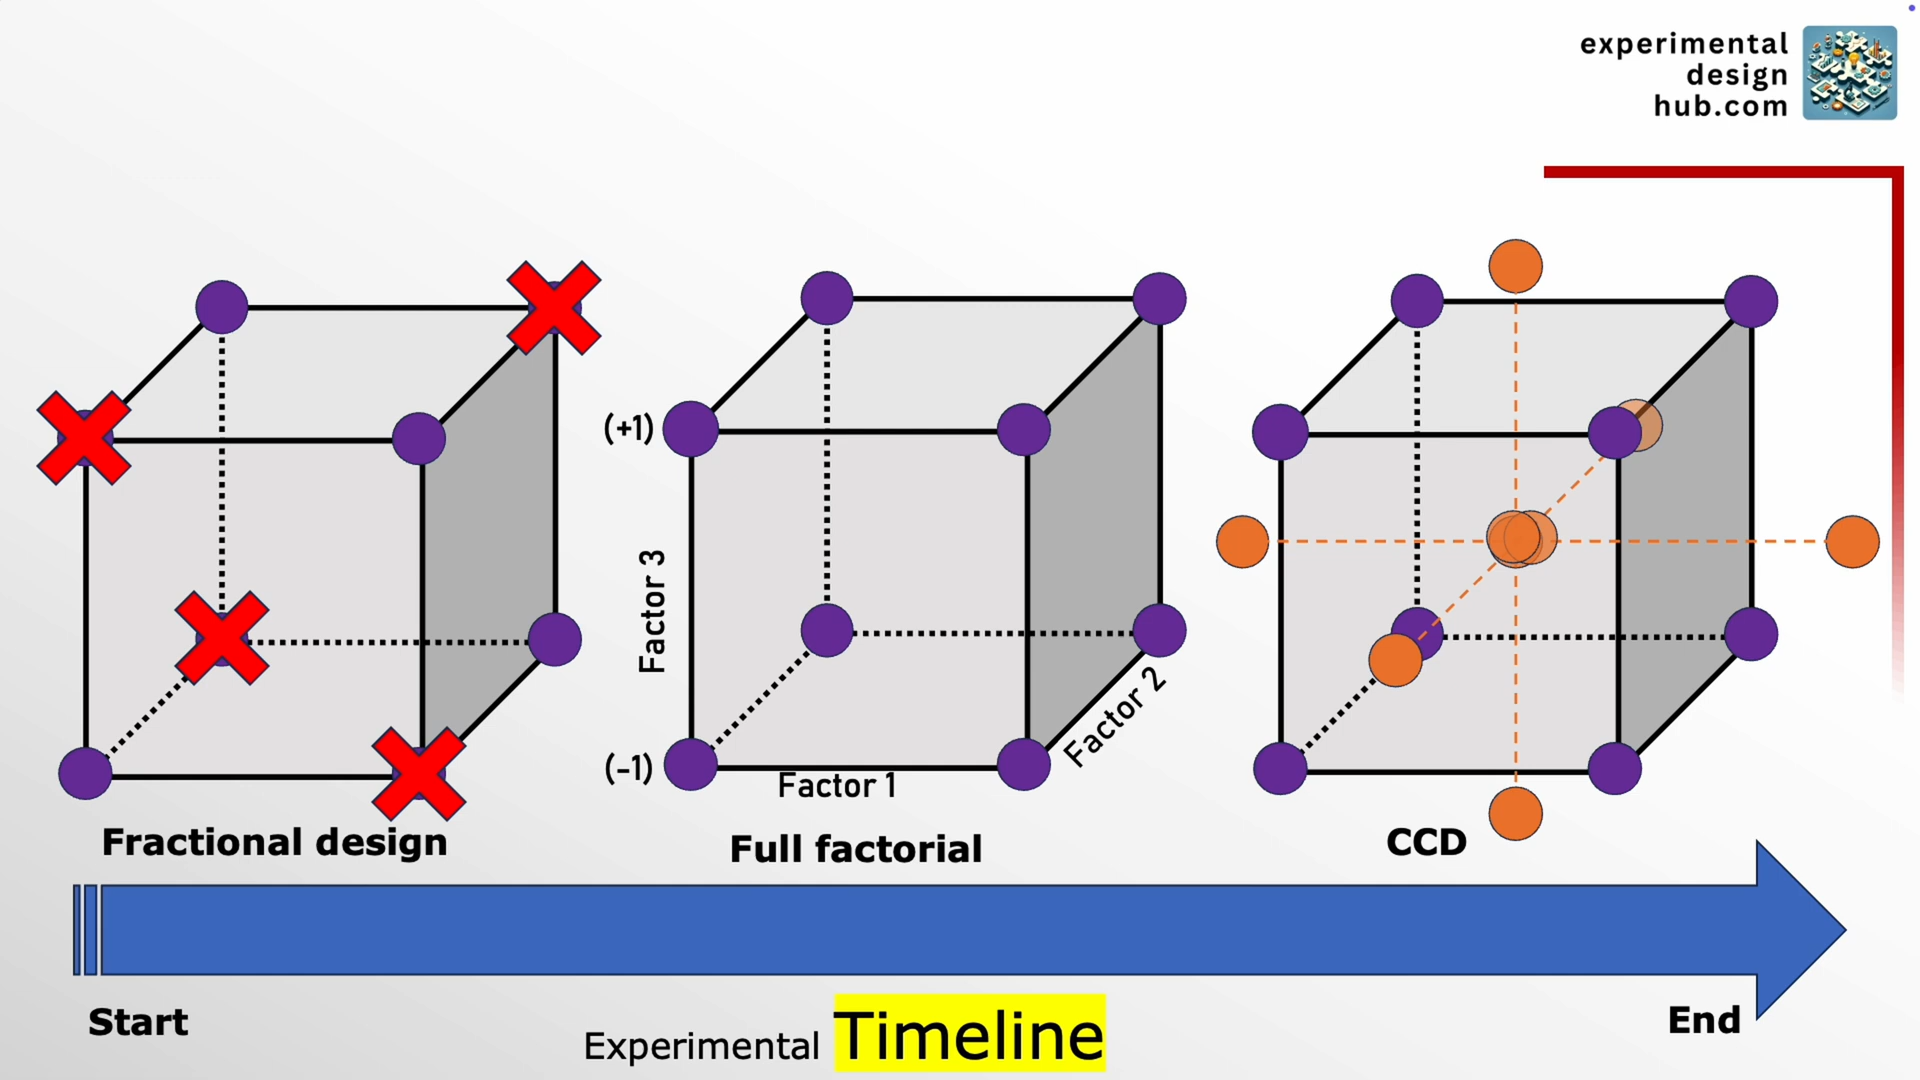 experimental
design
hub.com
(+1)
Factor 3
(-1)
Factor 1
Factor 2
Fractional design
Full factorial
CCD
Start
End
Experimental Timeline